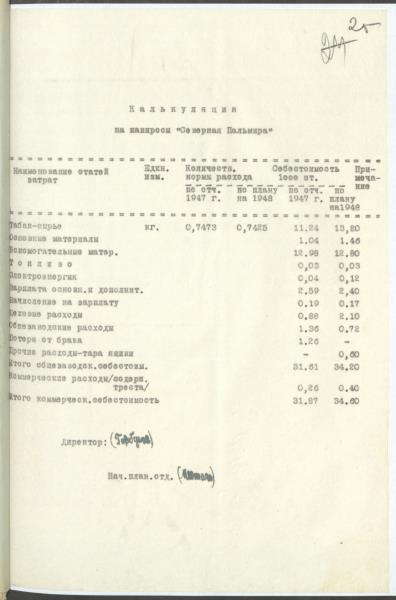 25
Калькуляция
на папиросы "Северная Пальмира"
Наименование статей затрат Един. изм. Количеств. нормы расхода Себестоимость 1000 шт. Примечание
по отч. 1947 г. по плану на 1948 по отч. 1947 г. по плану на 1948
Табак-сырье кг. 0,7473 0,7425 11.24 13,80
Основные материалы 1.04 1.46
Вспомогательные матер. 12.98 12.80
Топливо 0,03 0,03
Электроэнергия 0,04 0,12
Зарплата основн.и дополнит. 2.59 2,40
Начисление на зарплату 0.19 0.17
Цеховые расходы 0,88 2,10
Общезаводские расходы 1.36 0.72
Потери от брака 1.26 -
Прочие расходы-тара ящики - 0,60
Итого общезаводск.себестоим. 31.61 34.20
Коммерческие расходы/содерж.
треста/ 0,26 0.40
Итого коммерческ.себестоимость 31.87 34.60
Директор:
Нач.план.отд.